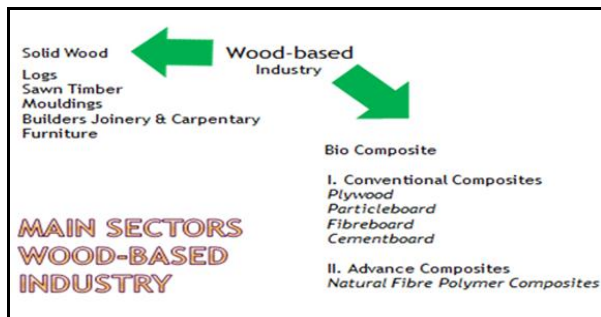 Wood-based
Industry
Solid Wood
Logs
Sawn Timber
Mouldings
Builders Joinery & Carpentary
Furniture
Bio Composite
I. Conventional Composites
Plywood
Particleboard
Fibreboard
Cementboard
II. Advance Composites
Natural Fibre Polymer Composites
MAIN SECTORS
WOOD-BASED
INDUSTRY